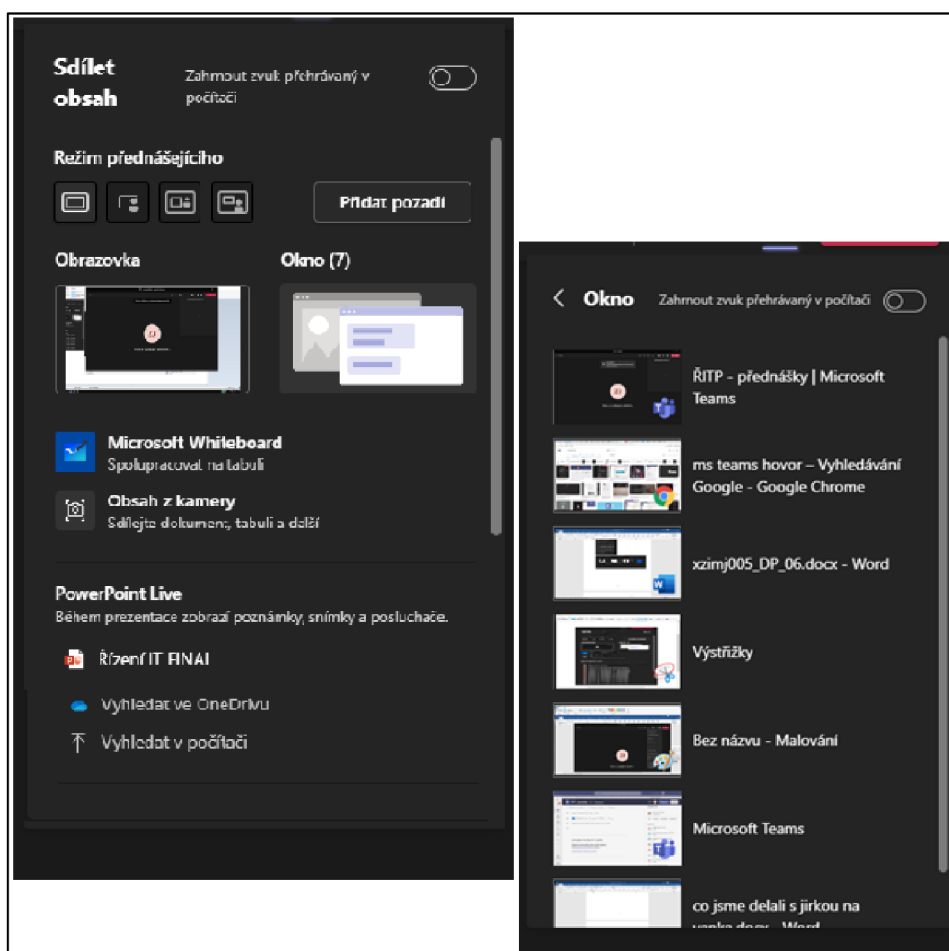 Sdílet
obsah
Zahrnout zvuk přehrávaný v
počítači
Režim přednášejícího
Přidat pozadí
Obrazovka
Okno (7)
Microsoft Whiteboard
Spolupracovat na tabuli
Obsah z kamery
Sdílejte dokument, tabuli a další
PowerPoint Live
Během prezentace zobrazí poznámky, snímky a posluchače.
Řízení IT FINAL
Vyhledat ve OneDrivu
Vyhledat v počítači
Okno
Zahrnout zvuk přehrávaný v počítači
ŘITP - přednášky | Microsoft
Teams
ms teams hovor – Vyhledávání
Google - Google Chrome
xzimj005_DP_06.docx - Word
Výstřižky
Bez názvu - Malování
Microsoft Teams
co jsme delali s jirkou na
- Word